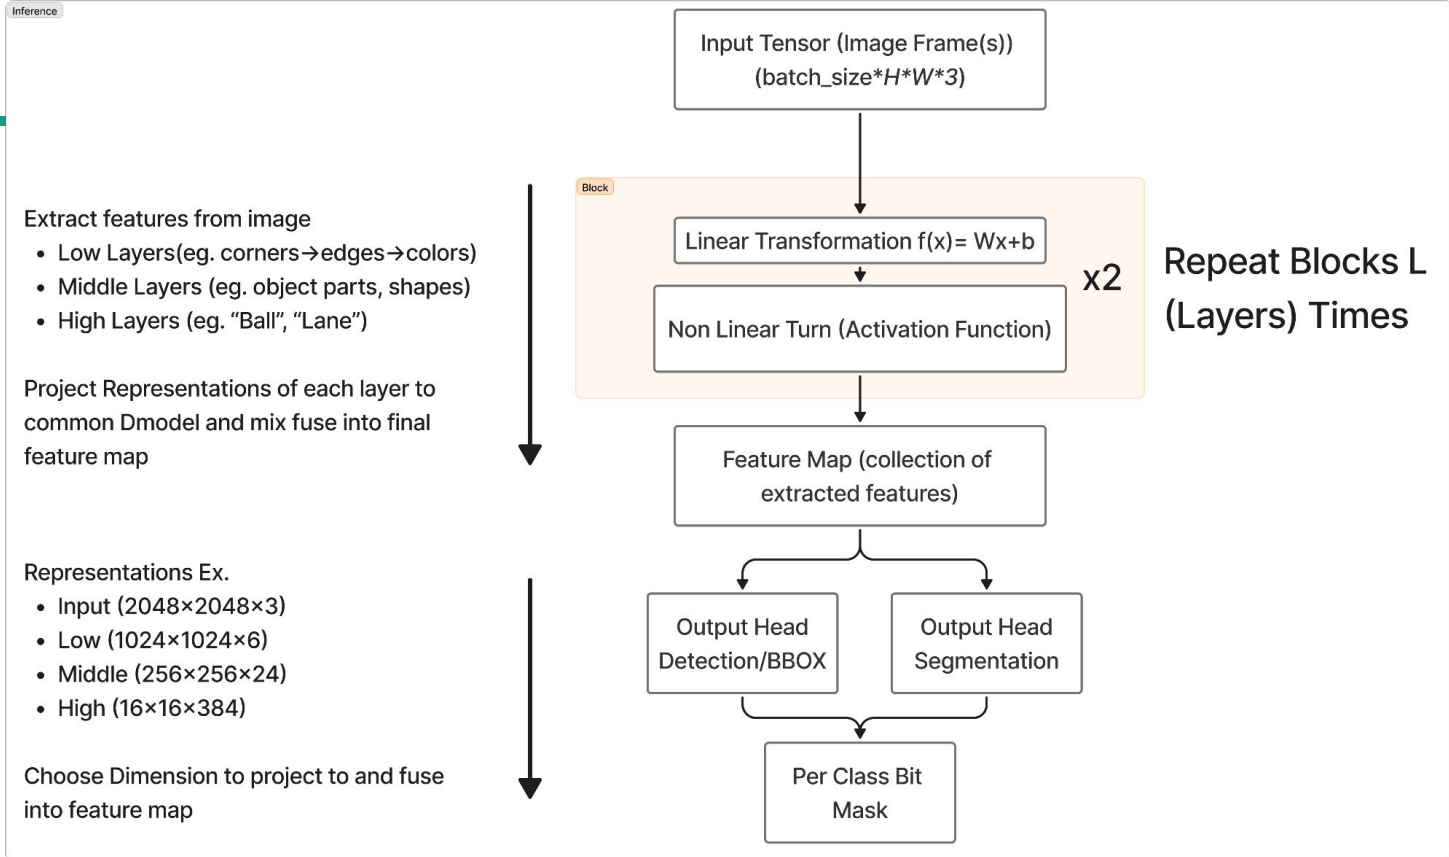 Inference
Input Tensor (Image Frame(s))
(batch_size*H*W*3)
Block
Linear Transformation f(x)= Wx+b
Non Linear Turn (Activation Function)
x2
Repeat Blocks L
(Layers) Times
Extract features from image
• Low Layers(eg. corners→edges→colors)
• Middle Layers (eg. object parts, shapes)
• High Layers (eg. “Ball”, “Lane”)
Project Representations of each layer to
common Dmodel and mix fuse into final
feature map
Feature Map (collection of
extracted features)
Representations Ex.
• Input (2048×2048×3)
• Low (1024×1024×6)
• Middle (256×256×24)
• High (16×16×384)
Choose Dimension to project to and fuse
into feature map
Output Head
Detection/BBOX
Output Head
Segmentation
Per Class Bit
Mask